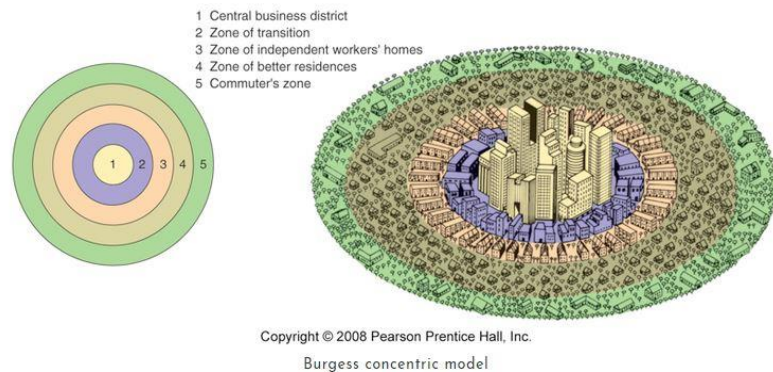 1 Central business district
2 Zone of transition
3 Zone of independent workers' homes
4 Zone of better residences
5 Commuter's zone
1 2 3 4 5
Copyright © 2008 Pearson Prentice Hall, Inc.
Burgess concentric model